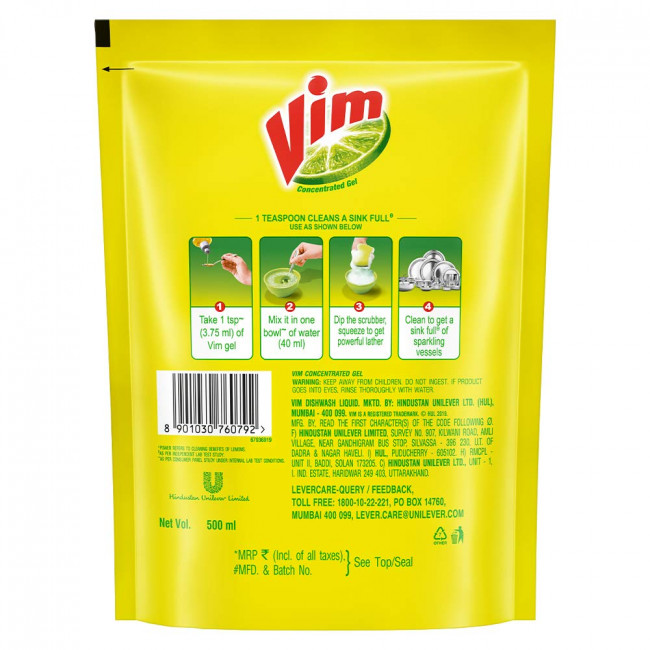 Vim
Concentrated Gel
1 TEASPOON CLEANS A SINK FULL#
USE AS SHOWN BELOW
1
Take 1 tsp~
(3.75 ml) of
Vim gel
2
Mix it in one
bowl~ of water
(40 ml)
3
Dip the scrubber,
squeeze to get
powerful lather
4
Clean to get a
sink full# of
sparkling
vessels
VIM CONCENTRATED GEL
WARNING: KEEP AWAY FROM CHILDREN. DO NOT INGEST. IF PRODUCT
GOES INTO EYES, RINSE THOROUGHLY WITH WATER.
VIM DISHWASH LIQUID. MKTD. BY: HINDUSTAN UNILEVER LTD. (HUL),
MUMBAI - 400 099. VIM IS A REGISTERED TRADEMARK. © HUL 2016.
MFG. BY. READ THE FIRST CHARACTER(S) OF THE CODE FOLLOWING
F) HINDUSTAN UNILEVER LIMITED, SURVEY NO. 907, KILWANI ROAD, AMLI
VILLAGE, NEAR GANDHIGRAM BUS STOP, SILVASSA - 396 230, U.T. OF
DADRA & NAGAR HAVELI. I) HUL, PUDUCHERRY - 605102. H) RMCPL -
UNIT II, BADDI, SOLAN 173205. C) HINDUSTAN UNILEVER LTD., UNIT - 1,
I. IND. ESTATE, HARIDWAR 249 403, UTTARAKHAND.
8 901030 760792 >
67936919
Hindustan Unilever Limited
LEVERCARE-QUERY / FEEDBACK,
TOLL FREE: 1800-10-22-221, PO BOX 14760,
MUMBAI 400 099, LEVER.CARE@UNILEVER.COM
Net Vol. 500 ml
*MRP ₹ (Incl. of all taxes).
#MFD. & Batch No.
See Top/Seal